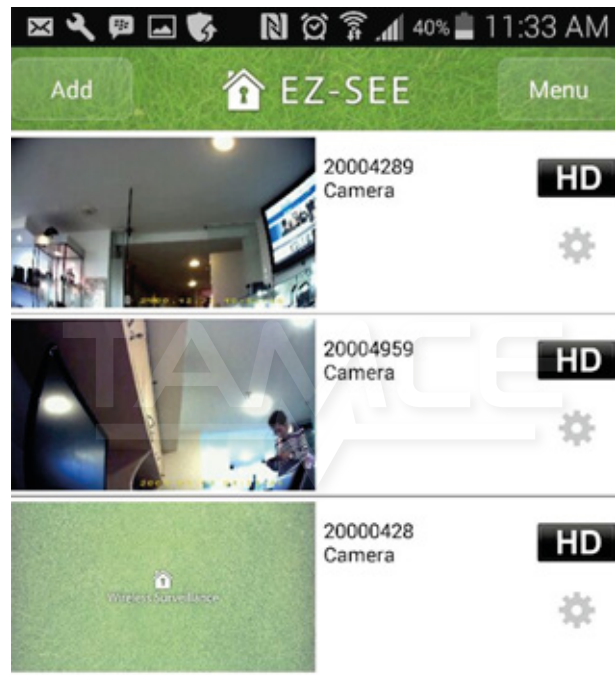 40% 11:33 AM
Add EZ-SEE Menu
20004289
Camera
HD
20004959
Camera
HD
TAMCE
20000428
Camera
HD
Wireless Surveillance